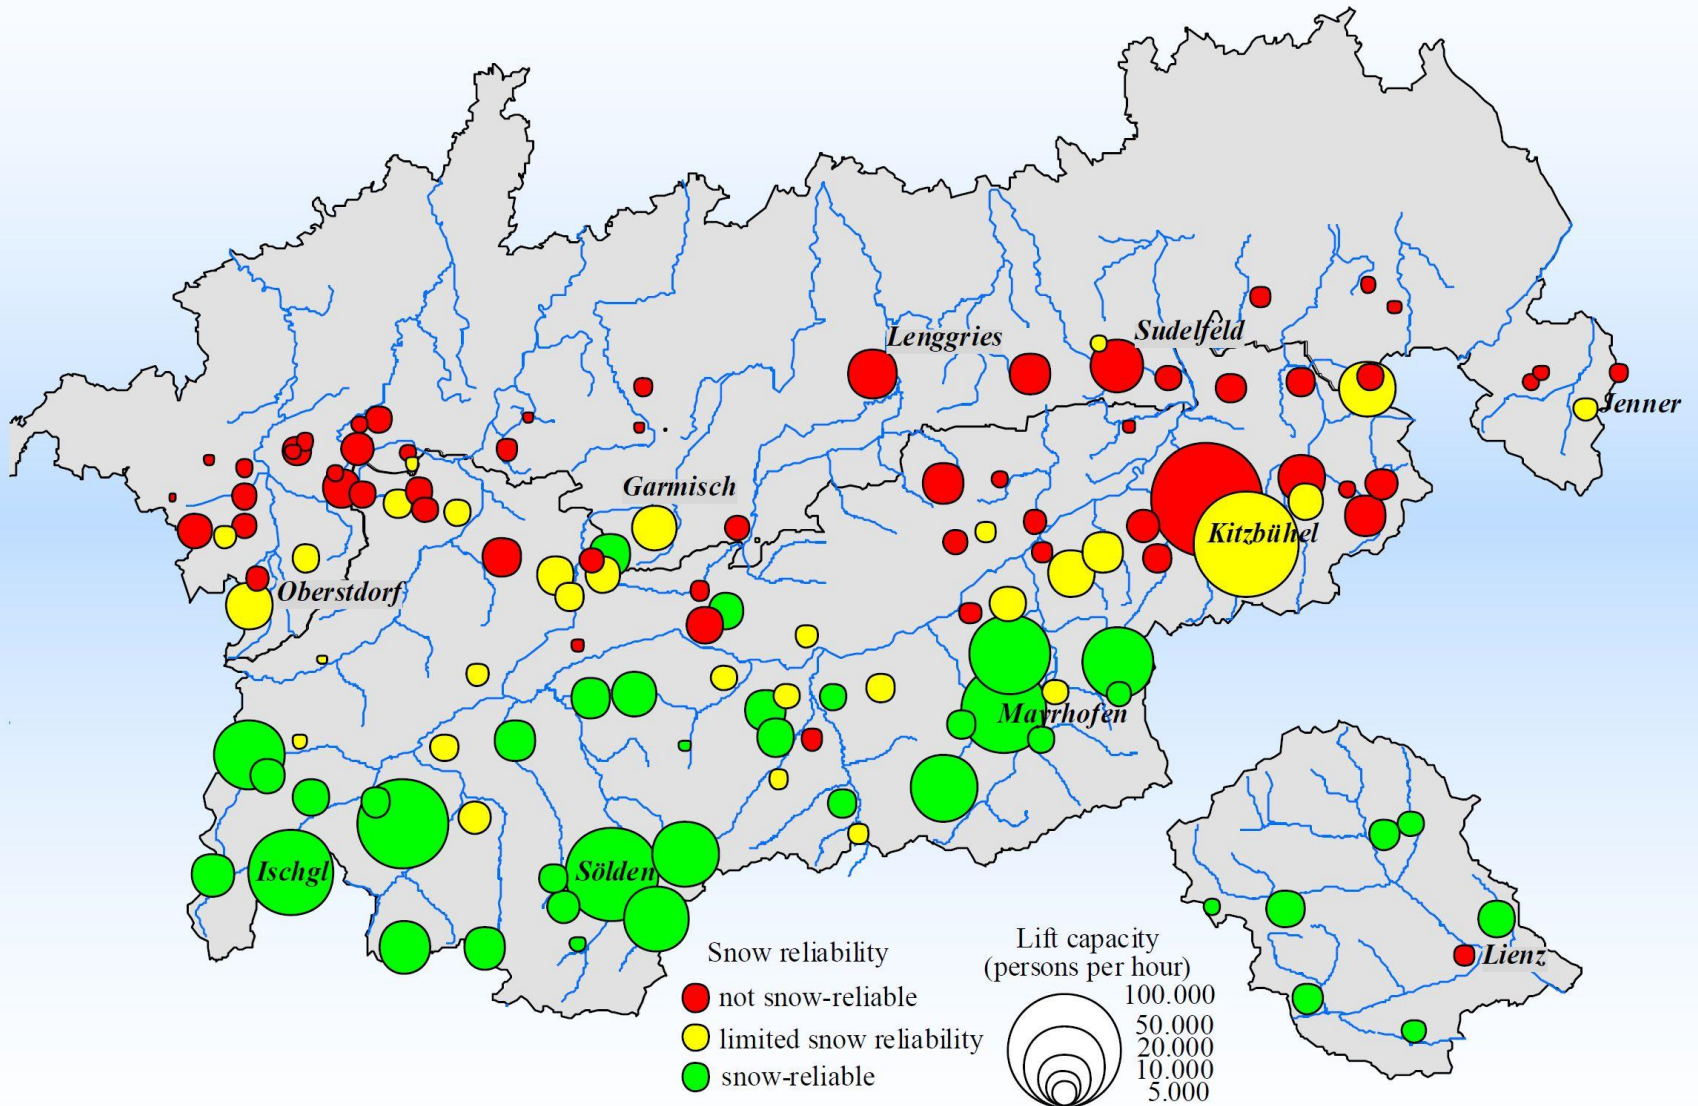 Lenggries
Sudelfeld
Jenner
Garmisch
Kitzbühel
Oberstdorf
Mayrhofen
Ischgl
Sölden
Lienz
Snow reliability
not snow-reliable
limited snow reliability
snow-reliable
Lift capacity
(persons per hour)
100.000
50.000
20.000
10.000
5.000